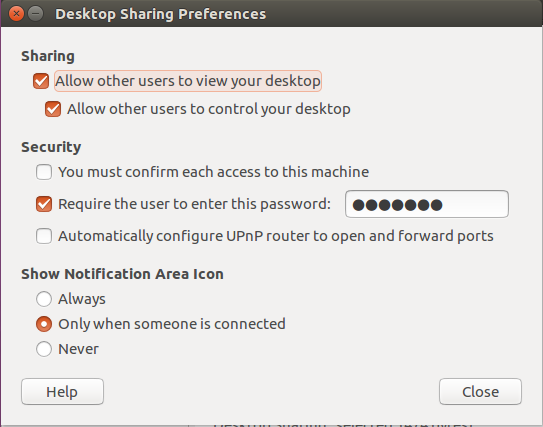 Desktop Sharing Preferences
Sharing
Allow other users to view your desktop
Allow other users to control your desktop
Security
You must confirm each access to this machine
Require the user to enter this password: ●●●●●●●
Automatically configure UPnP router to open and forward ports
Show Notification Area Icon
Always
Only when someone is connected
Never
Help Close